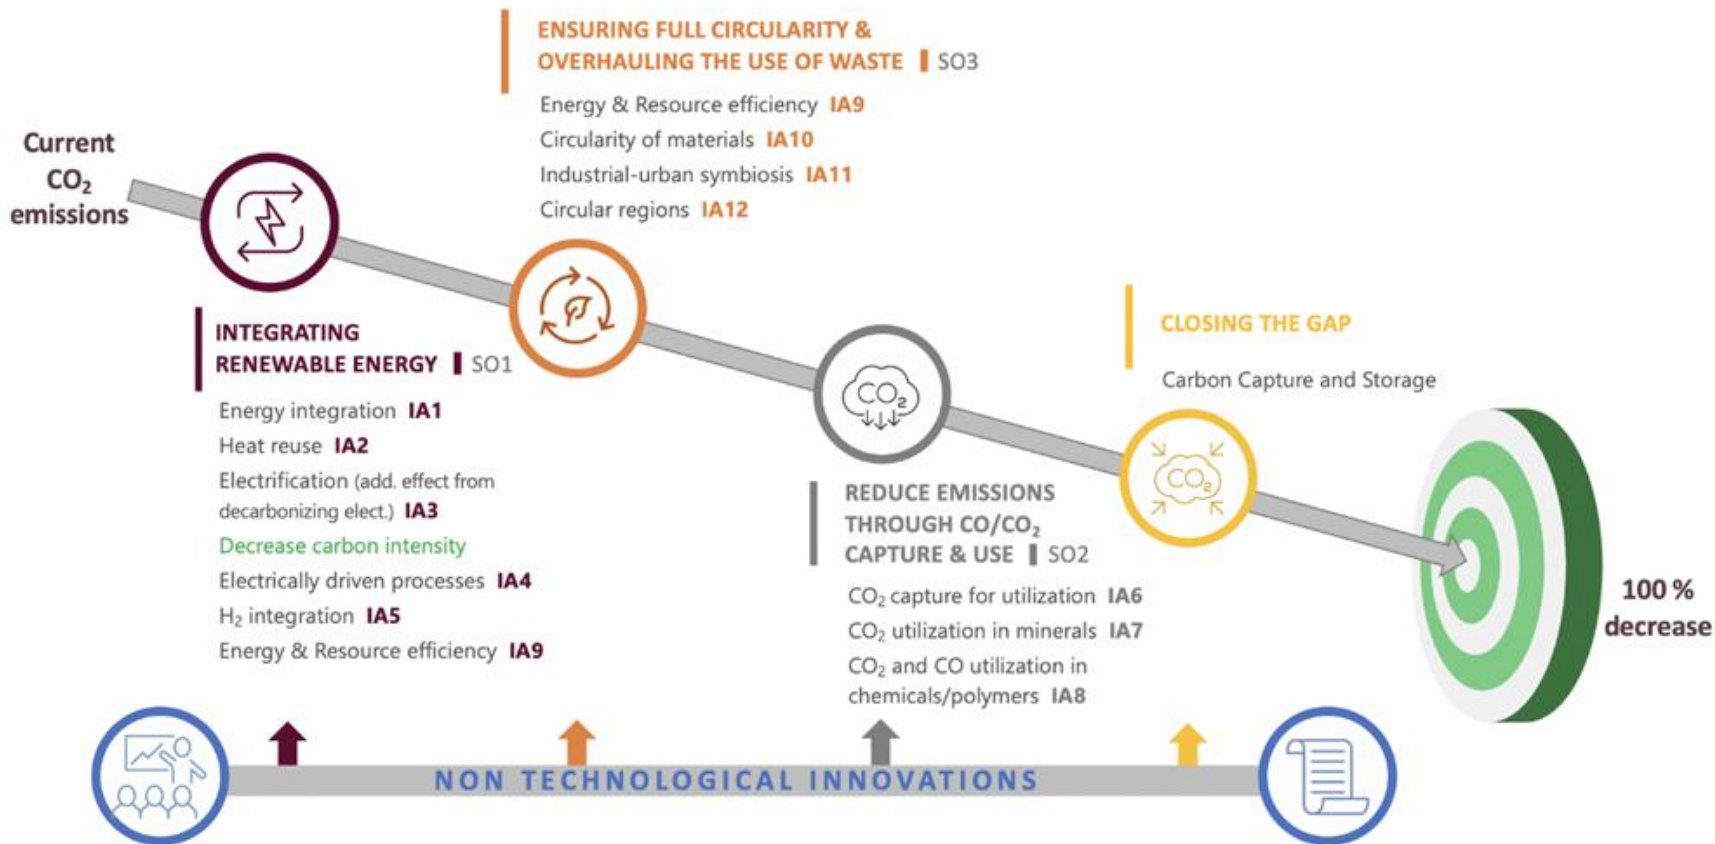 ENSURING FULL CIRCULARITY &
OVERHAULING THE USE OF WASTE SO3
Energy & Resource efficiency IA9
Circularity of materials IA10
Industrial-urban symbiosis IA11
Circular regions IA12
Current
CO₂
emissions
INTEGRATING
RENEWABLE ENERGY SO1
Energy integration IA1
Heat reuse IA2
Electrification (add. effect from
decarbonizing elect.) IA3
Decrease carbon intensity
Electrically driven processes IA4
H₂ integration IA5
Energy & Resource efficiency IA9
CO₂
REDUCE EMISSIONS
THROUGH CO/CO₂
CAPTURE & USE SO2
CO₂ capture for utilization IA6
CO₂ utilization in minerals IA7
CO₂ and CO utilization in
chemicals/polymers IA8
CLOSING THE GAP
Carbon Capture and Storage
CO₂
100 %
decrease
NON TECHNOLOGICAL INNOVATIONS